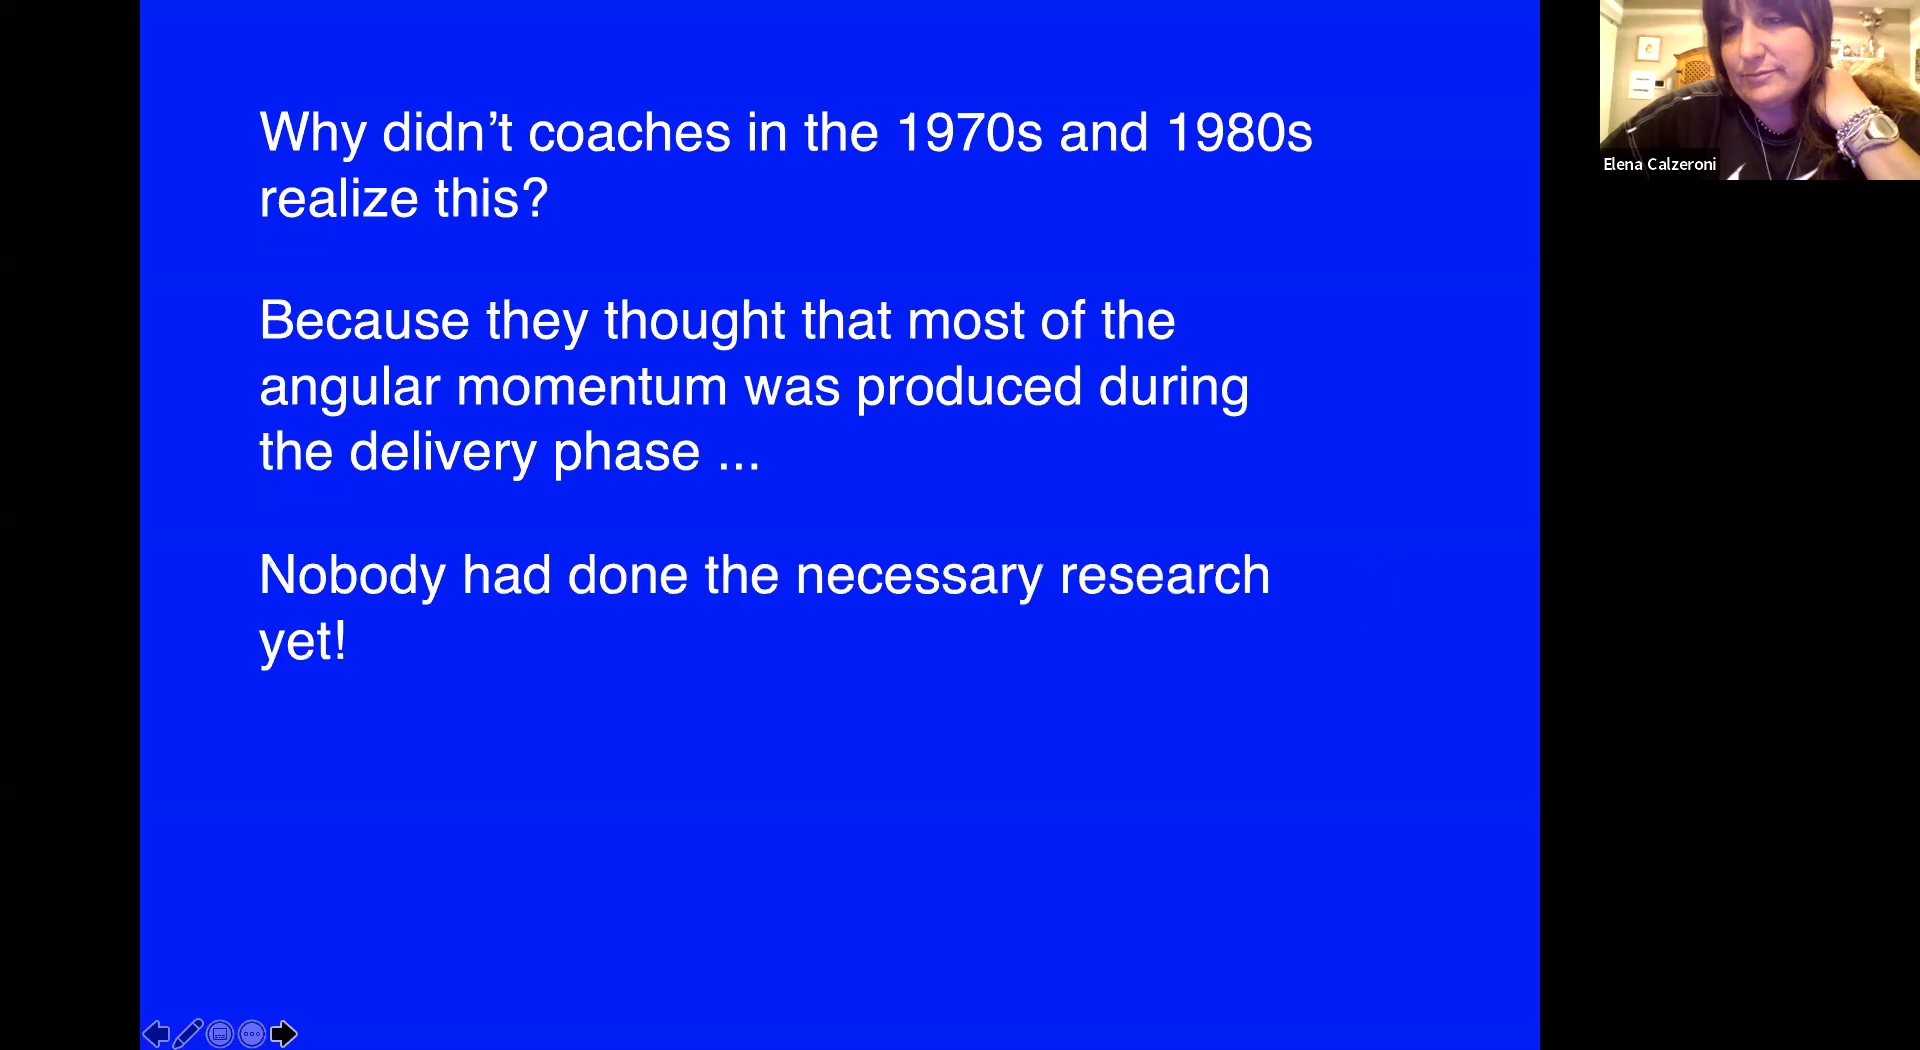 Why didn’t coaches in the 1970s and 1980s
realize this?
Because they thought that most of the
angular momentum was produced during
the delivery phase ...
Nobody had done the necessary research
yet!
Elena Calzeroni